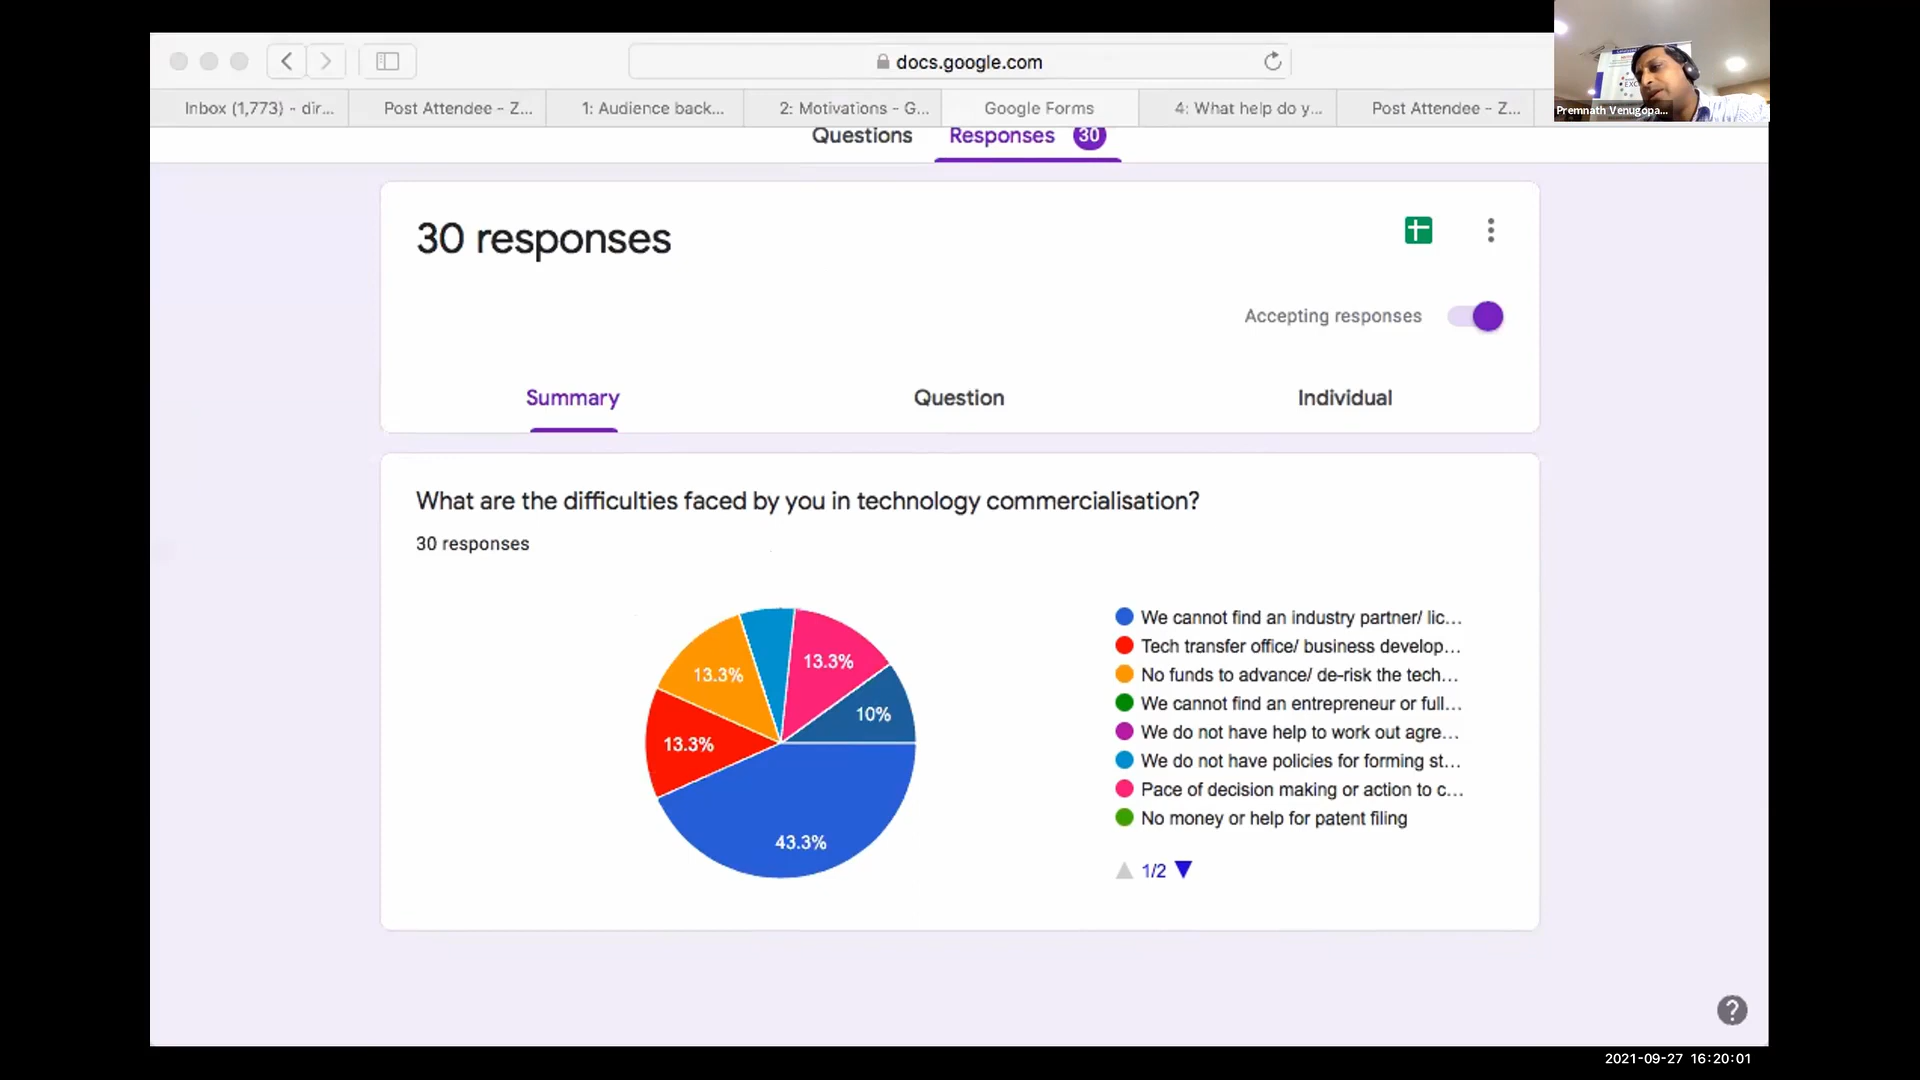 docs.google.com
Inbox (1,773) - dir...
Post Attendee - Z...
1: Audience back...
2: Motivations - G...
Google Forms
4: What help do y...
Post Attendee - Z...
Premnath Venugopa...
Questions
Responses
30
30 responses
Accepting responses
Summary
Question
Individual
What are the difficulties faced by you in technology commercialisation?
30 responses
13.3%
13.3%
10%
13.3%
43.3%
We cannot find an industry partner/ lic...
Tech transfer office/ business develop...
No funds to advance/ de-risk the tech...
We cannot find an entrepreneur or full...
We do not have help to work out agre...
We do not have policies for forming st...
Pace of decision making or action to c...
No money or help for patent filing
1/2
2021-09-27 16:20:01